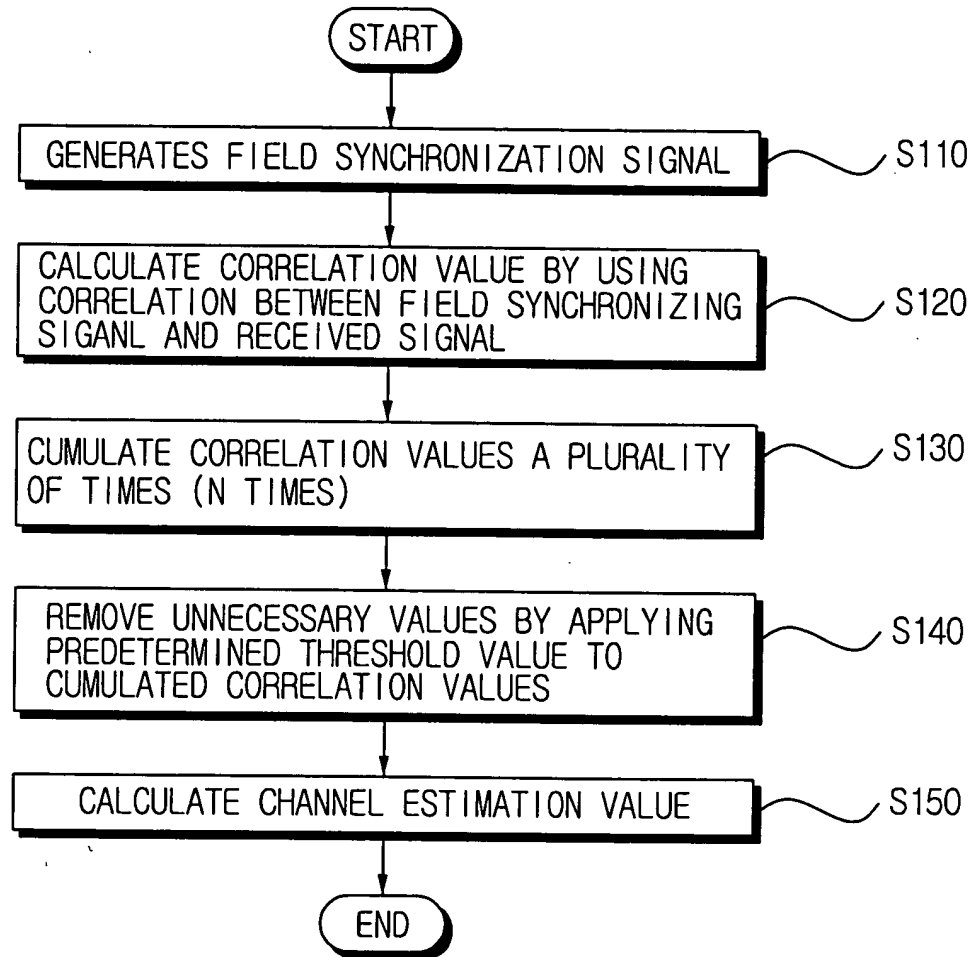 START
GENERATES FIELD SYNCHRONIZATION SIGNAL
S110
CALCULATE CORRELATION VALUE BY USING
CORRELATION BETWEEN FIELD SYNCHRONIZING
SIGANL AND RECEIVED SIGNAL
S120
CUMULATE CORRELATION VALUES A PLURALITY
OF TIMES (N TIMES)
S130
REMOVE UNNECESSARY VALUES BY APPLYING
PREDETERMINED THRESHOLD VALUE TO
CUMULATED CORRELATION VALUES
S140
CALCULATE CHANNEL ESTIMATION VALUE
S150
END